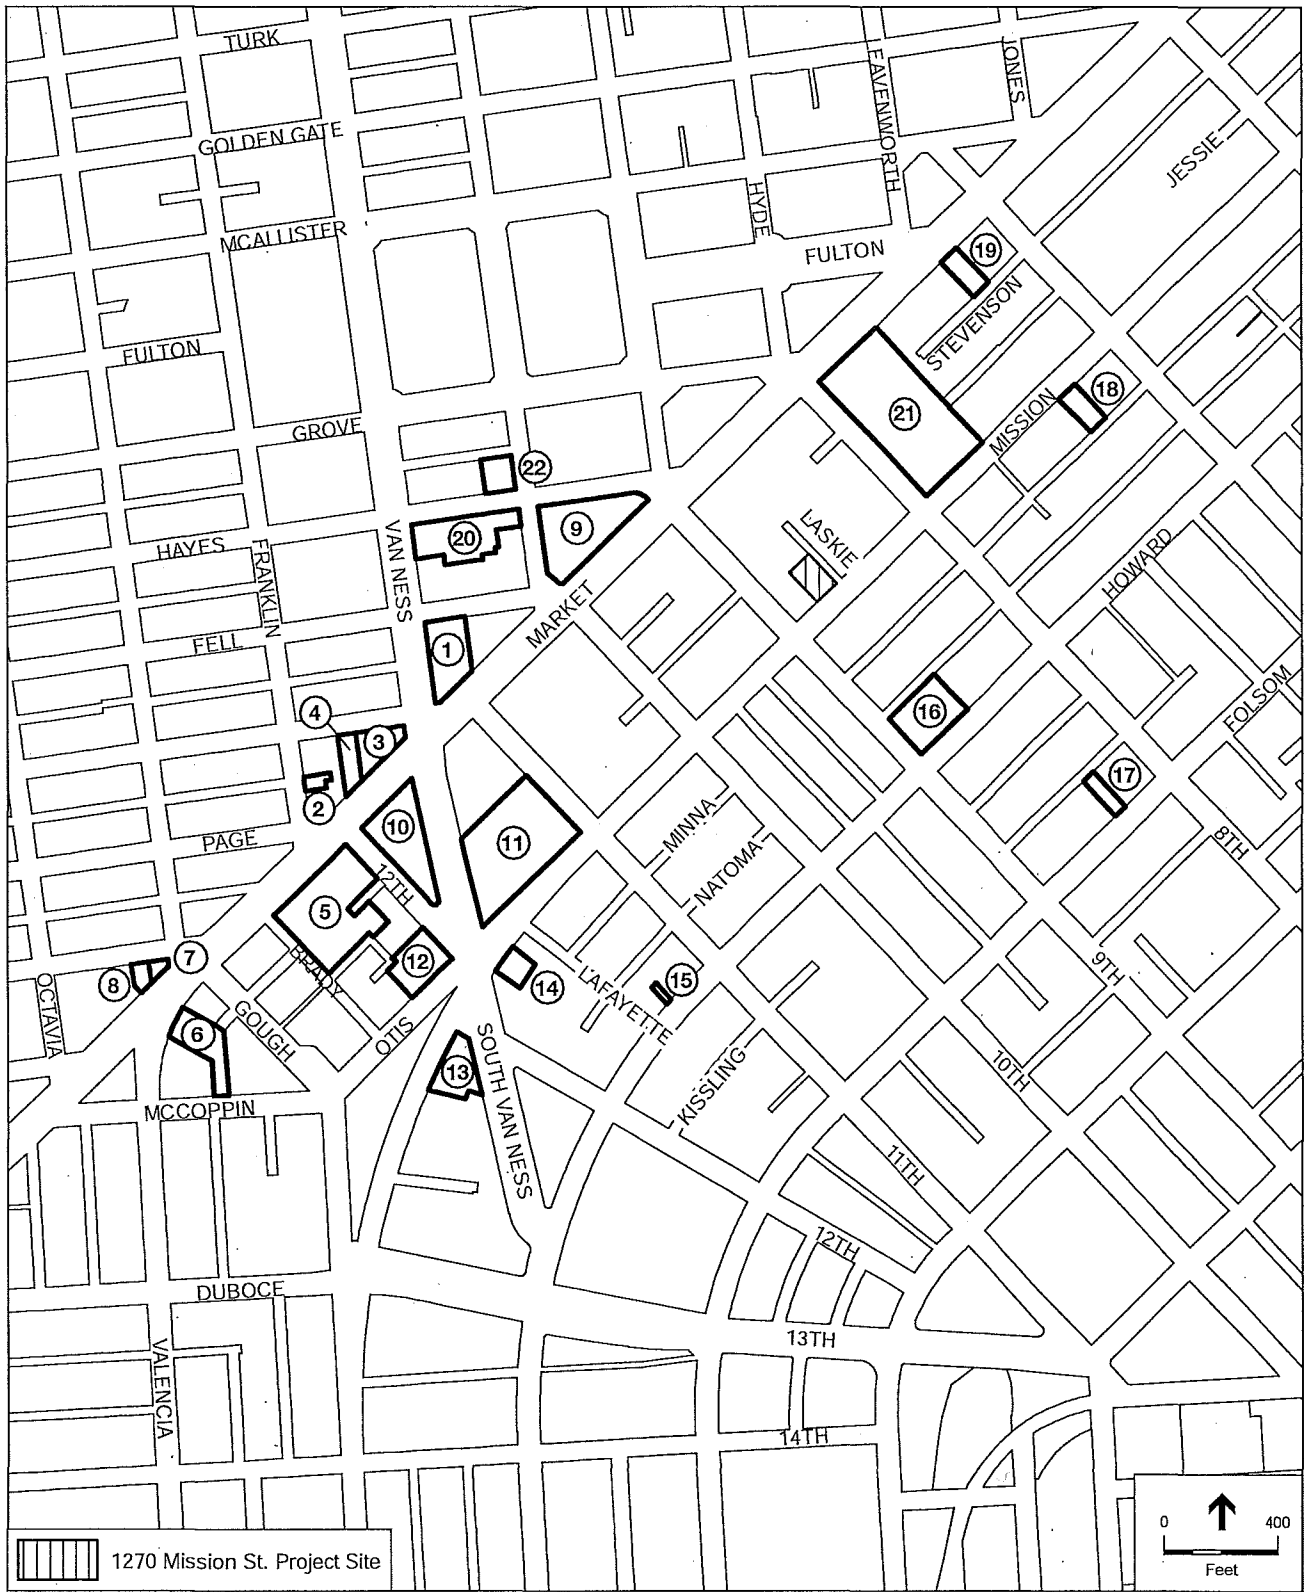 TURK
EAVENWORTH
JONES
GOLDEN GATE
JESSIE
HYDE
MCALLISTER
FULTON
19
STEVENSON
FULTON
18
21
MISSION
GROVE
22
9
20
LASKIE
HAYES
FRANKLIN
VAN NESS
HOWARD
MARKET
FELL
1
FOLSOM
4
3
16
17
2
10
11
MINNA
8TH
PAGE
12TH
NATOMA
5
BRADY
12
7
8
9TH
14
15
OCTAVIA
LAFAYETTE
6
GOUGH
OTIS
13
SOUTH VAN NESS
KISSLING
10TH
MCCOPPIN
11TH
12TH
DUBOCE
13TH
VALENCIA
14TH
0 400
Feet
1270 Mission St. Project Site